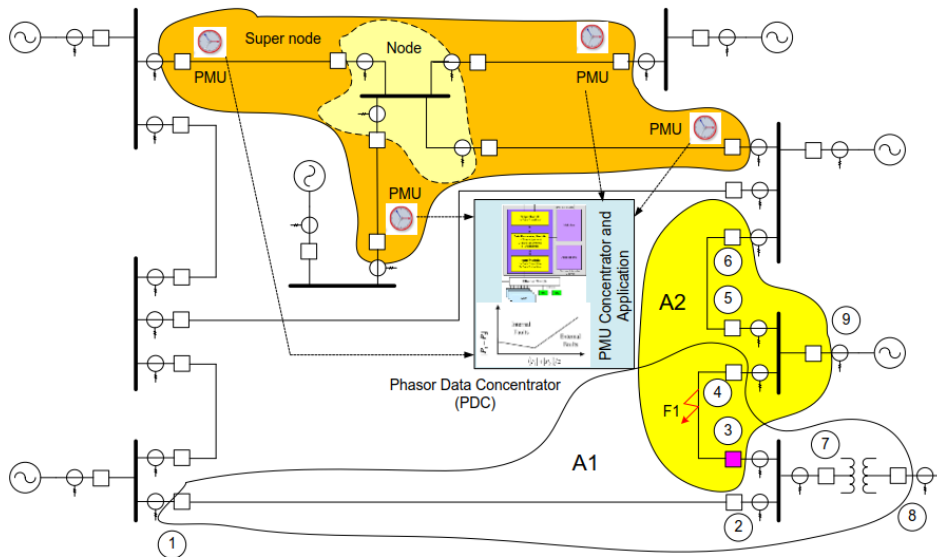 Super node
Node
PMU
PMU
PMU
PMU
PMU Concentrator and
Application
Internal
Faults
External
Faults
Phasor Data Concentrator
(PDC)
A2
6
5
9
4
F1
3
A1
7
2
8
1